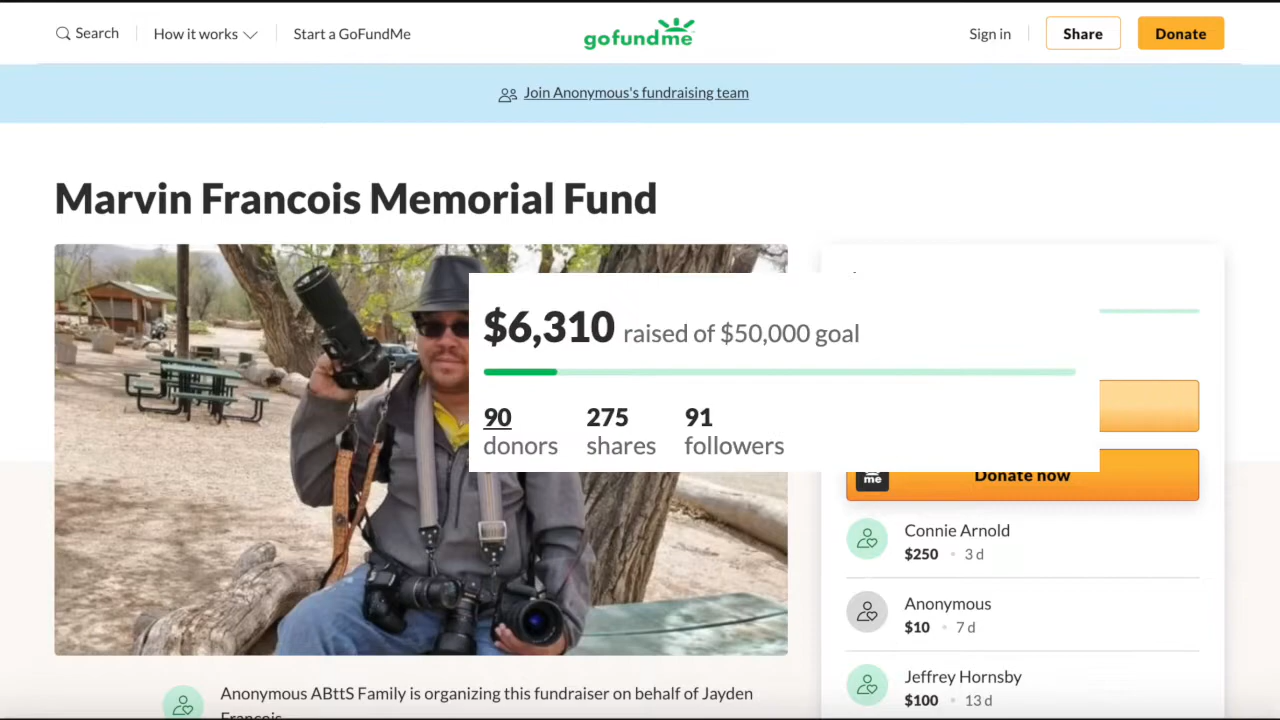 Search
How it works
Start a GoFundMe
gofundme
Sign in
Share
Donate
Join Anonymous's fundraising team
Marvin Francois Memorial Fund
$6,310 raised of $50,000 goal
90
donors
275
shares
91
followers
me
Donate now
Connie Arnold
$250 • 3 d
Anonymous
$10 • 7 d
Jeffrey Hornsby
$100 • 13 d
Anonymous ABttS Family is organizing this fundraiser on behalf of Jayden
Francois